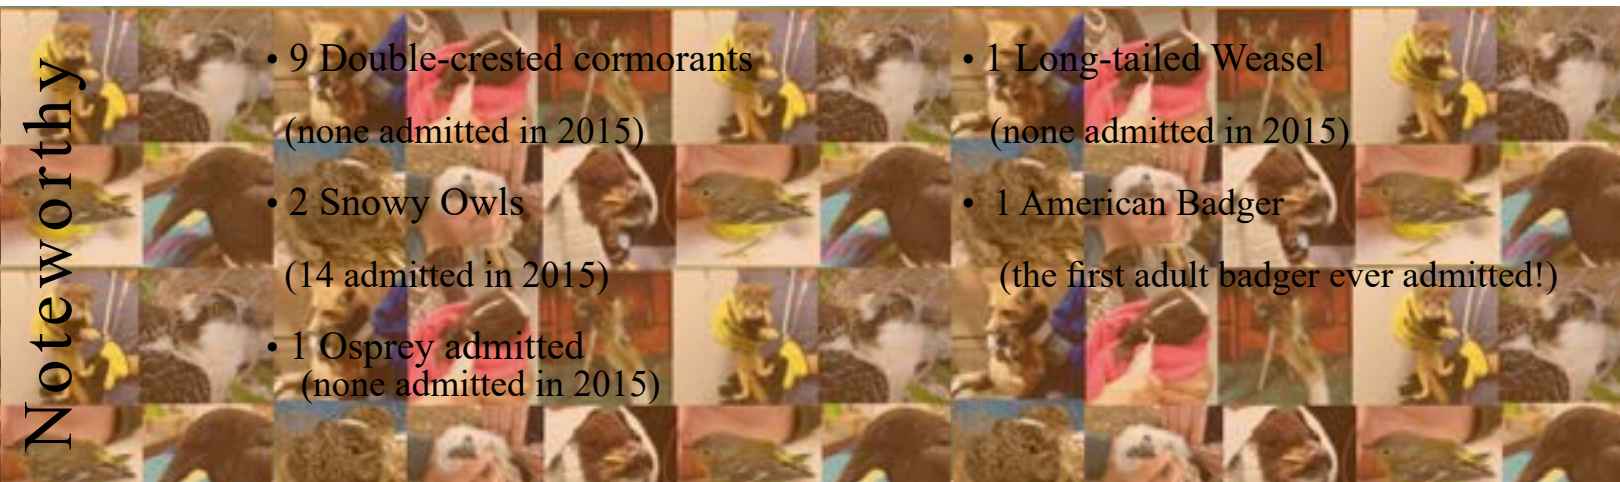 Noteworthy
• 9 Double-crested cormorants
(none admitted in 2015)
• 2 Snowy Owls
(14 admitted in 2015)
• 1 Osprey admitted
(none admitted in 2015)
• 1 Long-tailed Weasel
(none admitted in 2015)
• 1 American Badger
(the first adult badger ever admitted!)